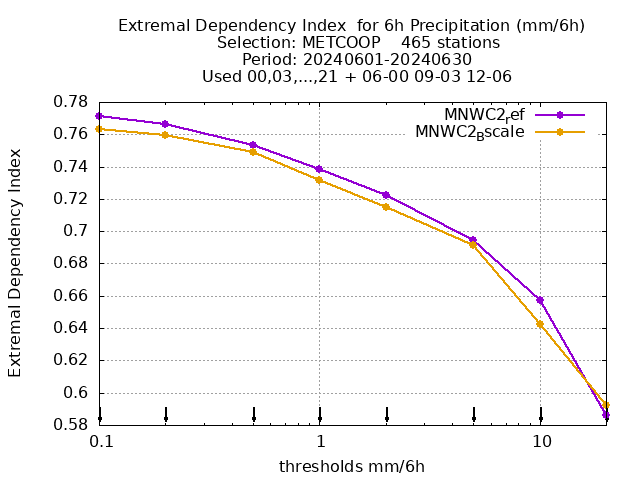 Extremal Dependency Index  for 6h Precipitation (mm/6h)
Selection: METCOOP    465 stations
Period: 20240601-20240630
Used 00,03,...,21 + 06-00 09-03 12-06
Extremal Dependency Index
0.78
0.76
0.74
0.72
0.7
0.68
0.66
0.64
0.62
0.6
0.58
MNWC2ref
MNWC2Bscale
0.1
1
10
thresholds mm/6h